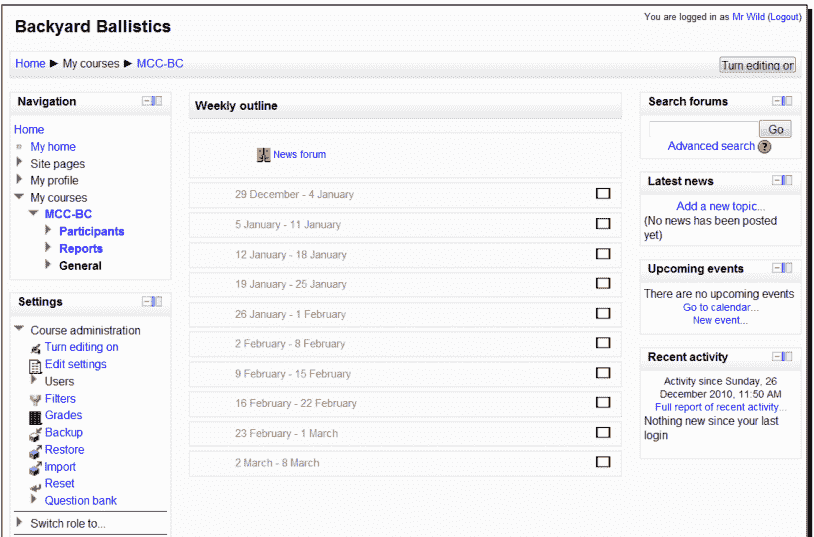 Backyard Ballistics
You are logged in as Mr Wild (Logout)
Home ► My courses ► MCC-BC
Turn editing on
Navigation
Home
My home
Site pages
My profile
My courses
MCC-BC
Participants
Reports
General
Settings
Course administration
Turn editing on
Edit settings
Users
Filters
Grades
Backup
Restore
Import
Reset
Question bank
Switch role to...
Weekly outline
News forum
29 December - 4 January
5 January - 11 January
12 January - 18 January
19 January - 25 January
26 January - 1 February
2 February - 8 February
9 February - 15 February
16 February - 22 February
23 February - 1 March
2 March - 8 March
Search forums
Go
Advanced search ?
Latest news
Add a new topic...
(No news has been posted
yet)
Upcoming events
There are no upcoming events
Go to calendar...
New event...
Recent activity
Activity since Sunday, 26
December 2010, 11:50 AM
Full report of recent activity...
Nothing new since your last
login